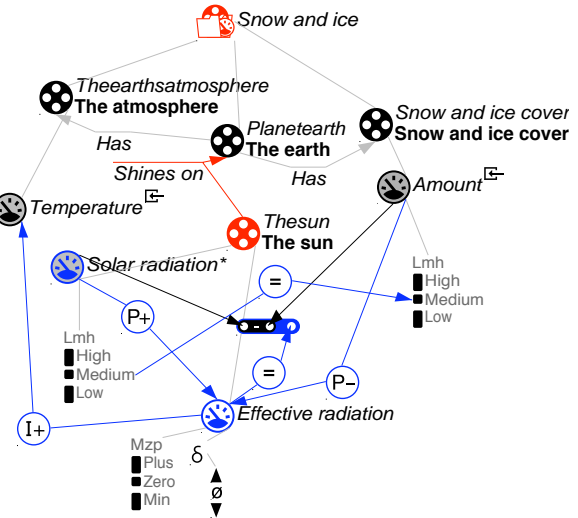 Snow and ice
Theearthsatmosphere
The atmosphere
Snow and ice cover
Snow and ice cover
Planetearth
The earth
Has
Has
Shines on
Amount
Temperature
Thesun
The sun
Solar radiation*
=
Lmh
High
Medium
Low
P+
-
Lmh
High
Medium
Low
=
P-
I+
Effective radiation
Mzp
Plus
Zero
Min
δ
ø